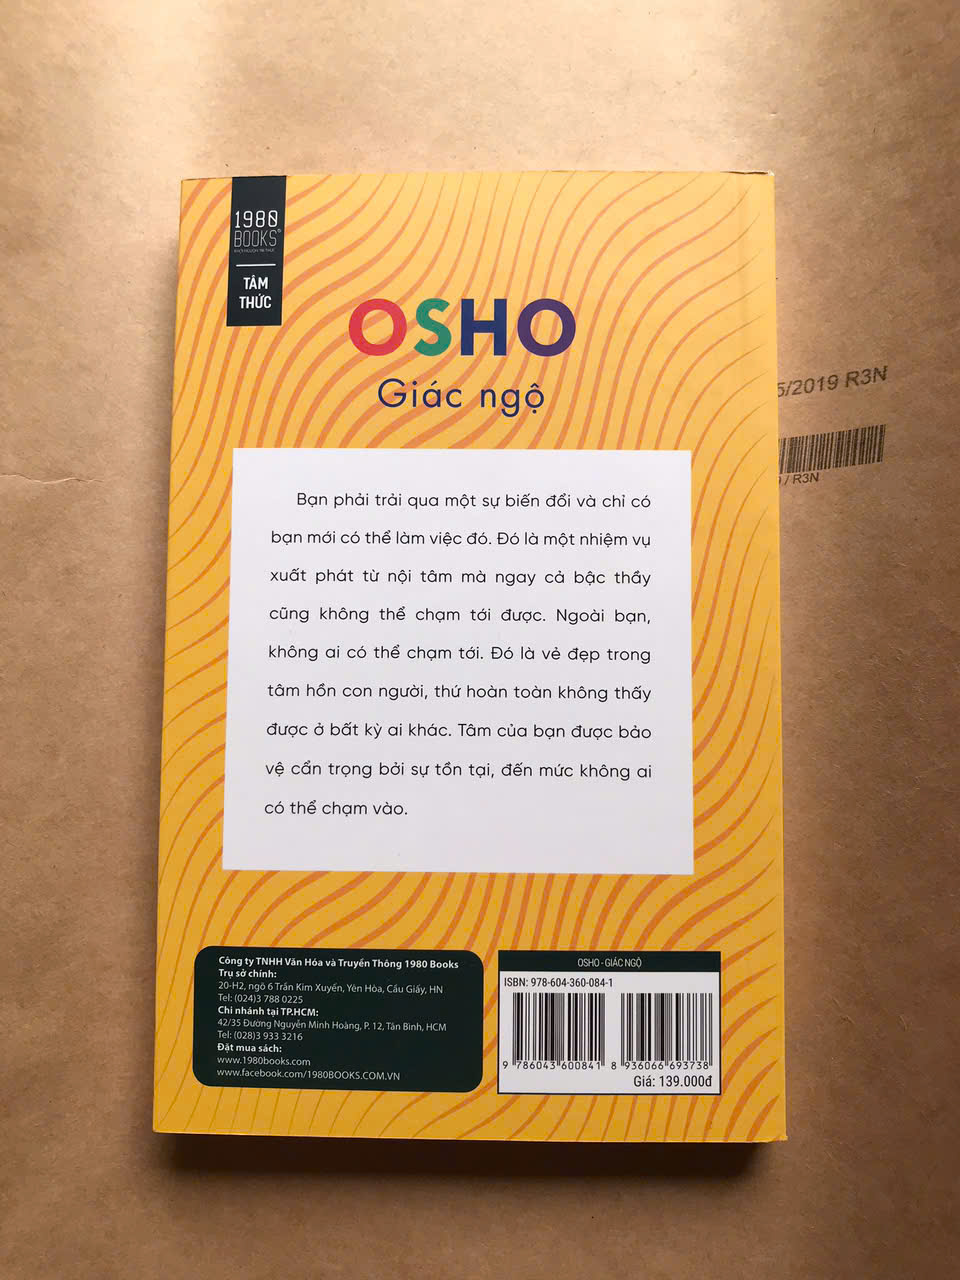 1980
BOOKS®
TÂM
THỨC
OSHO
Giác ngộ
5/2019 R3N
/ R3N
Bạn phải trải qua một sự biến đổi và chỉ có
bạn mới có thể làm việc đó. Đó là một nhiệm vụ
xuất phát từ nội tâm mà ngay cả bậc thầy
cũng không thể chạm tới được. Ngoài bạn,
không ai có thể chạm tới. Đó là vẻ đẹp trong
tâm hồn con người, thứ hoàn toàn không thấy
được ở bất kỳ ai khác. Tâm của bạn được bảo
vệ cẩn trọng bởi sự tồn tại, đến mức không ai
có thể chạm vào.
Công ty TNHH Văn Hóa và Truyền Thông 1980 Books
Trụ sở chính:
20-H2, ngõ 6 Trần Kim Xuyến, Yên Hòa, Cầu Giấy, HN
Tel: (024)3 788 0225
Chi nhánh tại TP.HCM:
42/35 Đường Nguyễn Minh Hoàng, P. 12, Tân Bình, HCM
Tel: (028)3 933 3216
Đặt mua sách:
www.1980books.com
www.facebook.com/1980BOOKS.COM.VN
OSHO - GIÁC NGỘ
ISBN: 978-604-360-084-1
9 786043 600841 8 936066 693738
Giá: 139.000đ